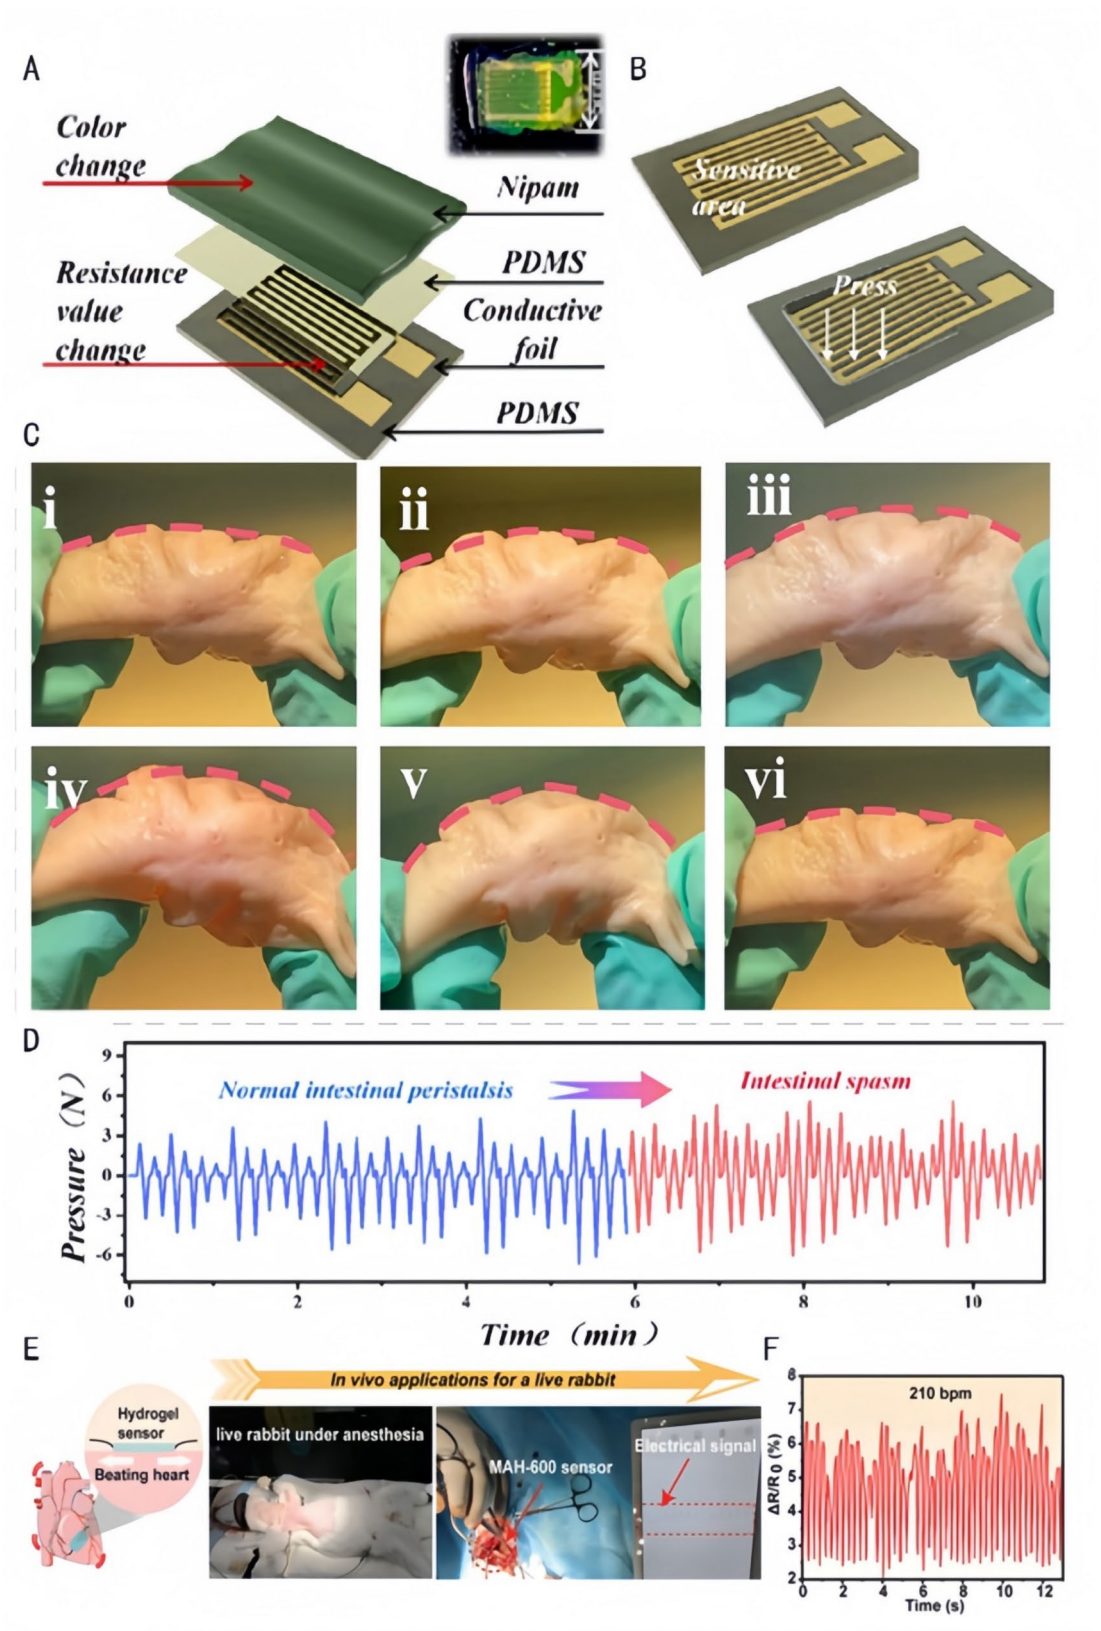 A
B
Color
change
Nipam
Sensitive
area
Resistance
value
change
PDMS
Conductive
foil
PDMS
Press
C
i
ii
iii
iv
v
vi
D
Pressure (N)
9
6
3
0
-3
-6
Normal intestinal peristalsis
Intestinal spasm
0
2
4
6
8
10
Time (min)
E
In vivo applications for a live rabbit
Hydrogel
sensor
Beating heart
live rabbit under anesthesia
MAH-600 sensor
Electrical signal
F
210 bpm
ΔR/R0 (%)
8
7
6
5
4
3
2
0
2
4
6
8
10
12
Time (s)